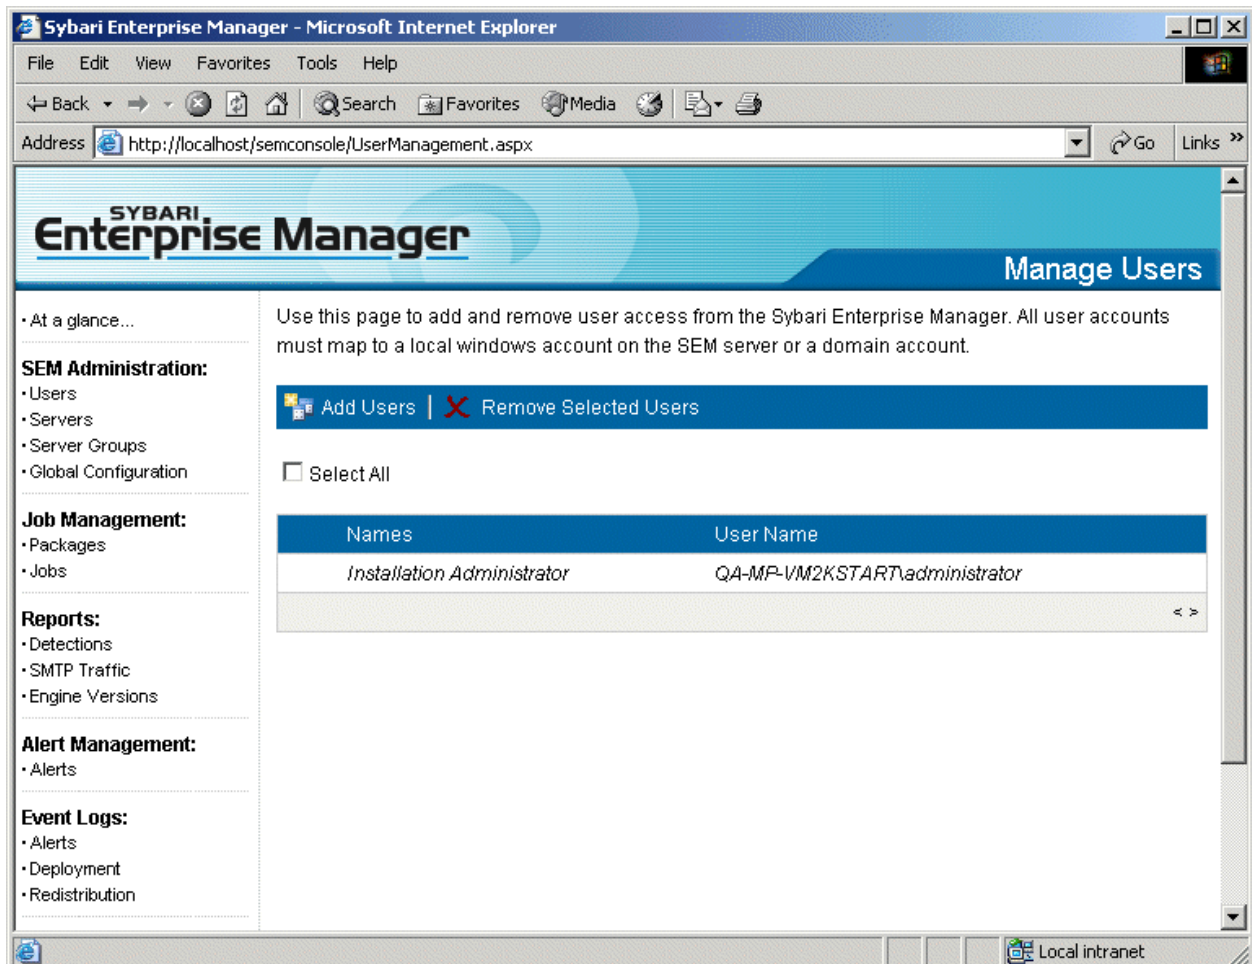 Sybari Enterprise Manager - Microsoft Internet Explorer
File Edit View Favorites Tools Help
Back Search Favorites Media
Address http://localhost/semconsole/UserManagement.aspx Go Links »
SYBARI
Enterprise Manager
Manage Users
· At a glance...
SEM Administration:
· Users
· Servers
· Server Groups
· Global Configuration
Job Management:
· Packages
· Jobs
Reports:
· Detections
· SMTP Traffic
· Engine Versions
Alert Management:
· Alerts
Event Logs:
· Alerts
· Deployment
· Redistribution
Use this page to add and remove user access from the Sybari Enterprise Manager. All user accounts
must map to a local windows account on the SEM server or a domain account.
Add Users | Remove Selected Users
Select All
Names User Name
Installation Administrator QA-MP-VM2KSTART\administrator
< >
Local intranet